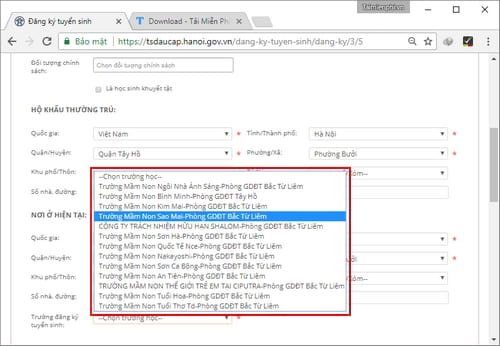 Taimienphi.vn
Đăng ký tuyển sinh
Download - Tải Miễn Phí
Bảo mật
https://tsdaucap.hanoi.gov.vn/dang-ky-tuyen-sinh/dang-ky/3/5
Đối tượng chính sách:
Chọn đối tượng chính sách
Là học sinh khuyết tật
HỘ KHẨU THƯỜNG TRÚ:
Quốc gia: Việt Nam * Tỉnh/Thành phố: Hà Nội *
Quận/Huyện: Quận Tây Hồ * Phường/Xã: Phường Bưởi *
Khu phố/Thôn:
Số nhà, đường:
NƠI Ở HIỆN TẠI:
Quốc gia: *
Quận/Huyện: Phường Bưởi *
Khu phố/Thôn:
Số nhà, đường:
Trường đăng ký tuyển sinh:
--Chọn trường học--
Trường Mầm Non Ngôi Nhà Ánh Sáng-Phòng GDĐT Bắc Từ Liêm
Trường Mầm Non Bình Minh-Phòng GDĐT Tây Hồ
Trường Mầm Non Kim Mai-Phòng GDĐT Bắc Từ Liêm
Trường Mầm Non Sao Mai-Phòng GDĐT Bắc Từ Liêm
CÔNG TY TRÁCH NHIỆM HỮU HẠN SHALOM-Phòng GDĐT Bắc Từ Liêm
Trường Mầm Non Sơn Hà-Phòng GDĐT Bắc Từ Liêm
Trường Mầm Non Quốc Tế Nce-Phòng GDĐT Bắc Từ Liêm
Trường Mầm Non Nakayoshi-Phòng GDĐT Bắc Từ Liêm
Trường Mầm Non Sơn Ca Bông-Phòng GDĐT Bắc Từ Liêm
Trường Mầm Non An Tiên-Phòng GDĐT Bắc Từ Liêm
TRƯỜNG MẦM NON THẾ GIỚI TRẺ EM TẠI CIPUTRA-Phòng GDĐT Bắc Từ Liêm
Trường Mầm Non Tuổi Hoa-Phòng GDĐT Bắc Từ Liêm
Trường Mầm Non Tuổi Thơ Td-Phòng GDĐT Bắc Từ Liêm
--Chọn trường học-- *